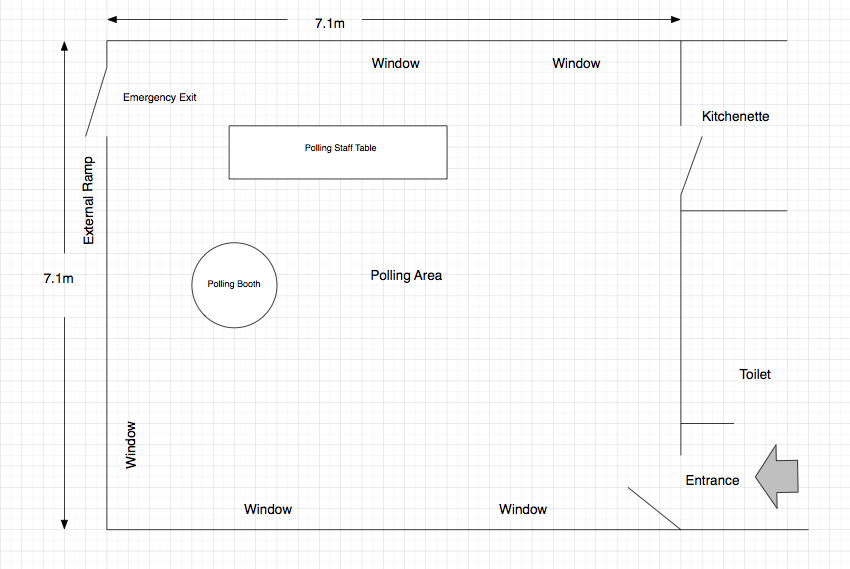 7.1m
Window
Window
Emergency Exit
Kitchenette
Polling Staff Table
External Ramp
7.1m
Polling Booth
Polling Area
Toilet
Window
Entrance
Window
Window